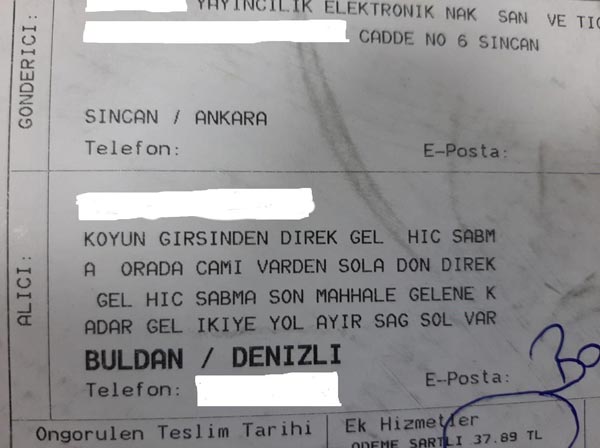 GONDERICI:
YAYINCILIK ELEKTRONIK NAK SAN VE TIC
CADDE NO 6 SINCAN
SINCAN / ANKARA
Telefon: E-Posta:
ALICI:
KOYUN GIRSINDEN DIREK GEL HIC SABM
A ORADA CAMI VARDEN SOLA DON DIREK
GEL HIC SABMA SON MAHHALE GELENE K
ADAR GEL IKIYE YOL AYIR SAG SOL VAR
BULDAN / DENIZLI
Telefon: E-Posta:
Ongorulen Teslim Tarihi Ek Hizmetler
ODEME SARTLI 37.89 TL